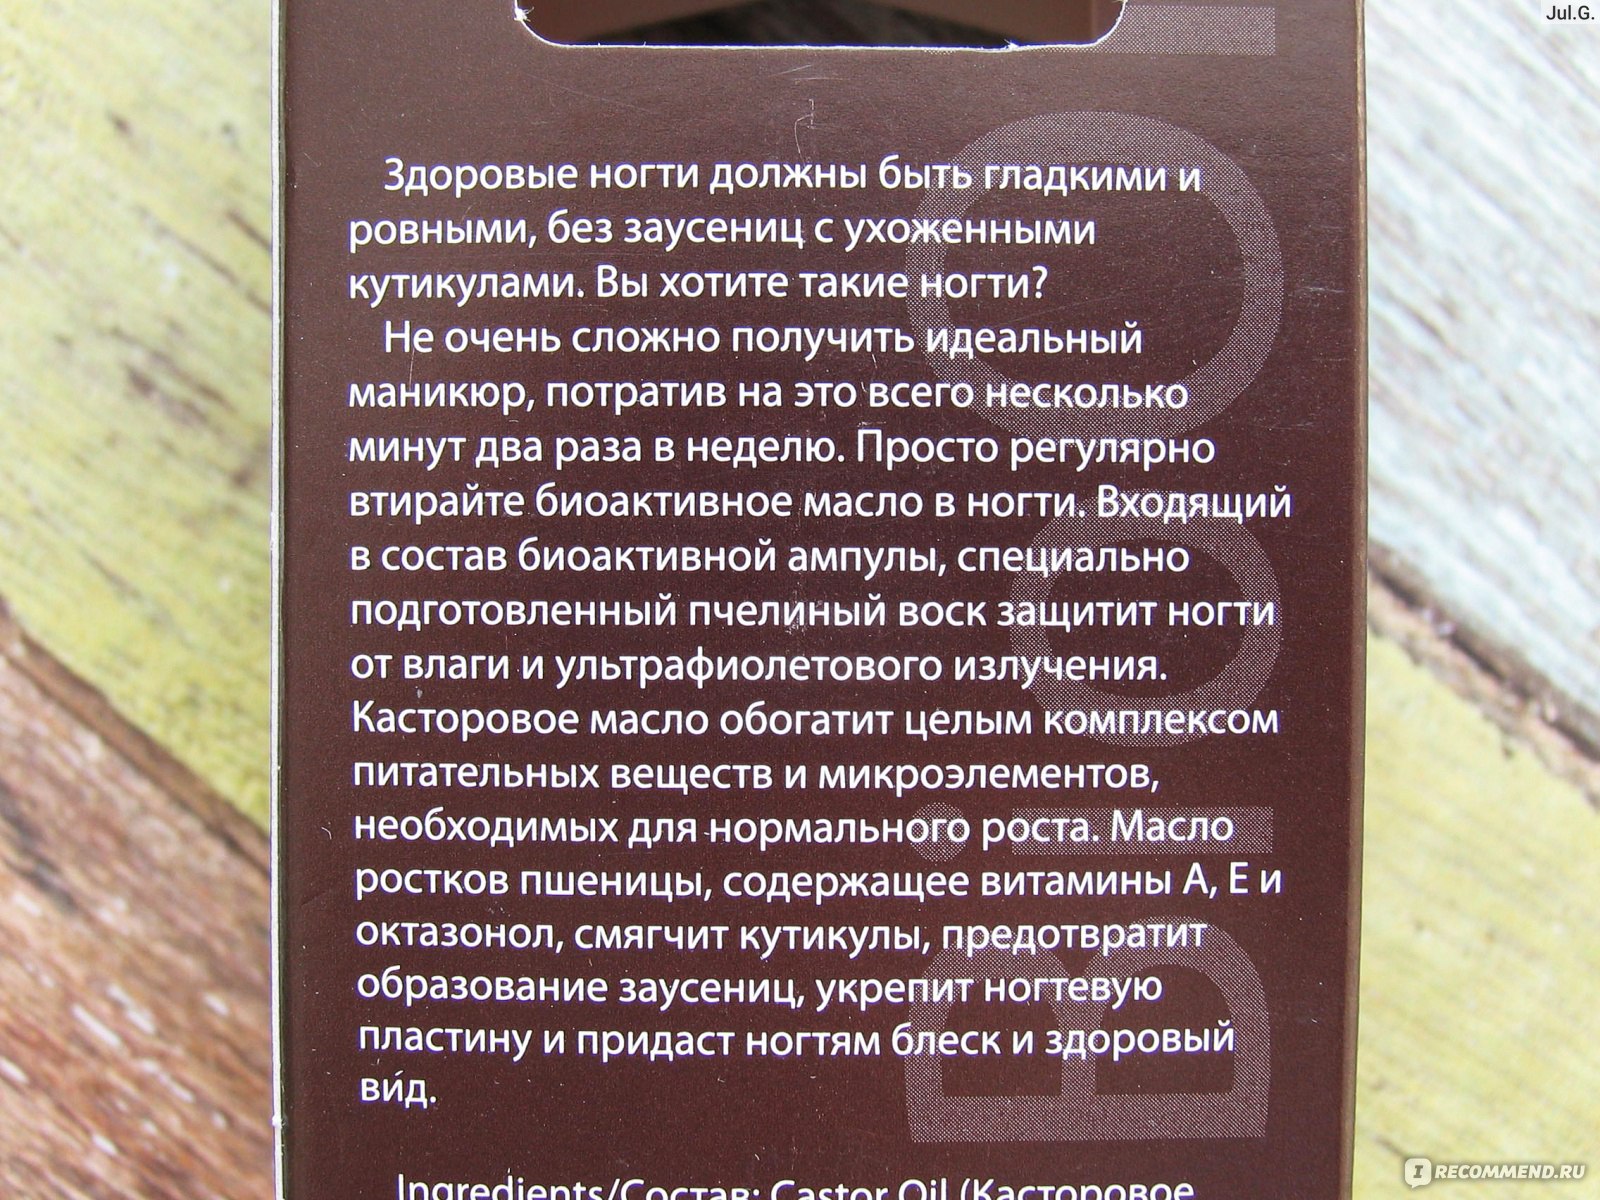 Jul.G.
Здоровые ногти должны быть гладкими и
ровными, без заусениц с ухоженными
кутикулами. Вы хотите такие ногти?
Не очень сложно получить идеальный
маникюр, потратив на это всего несколько
минут два раза в неделю. Просто регулярно
втирайте биоактивное масло в ногти. Входящий
в состав биоактивной ампулы, специально
подготовленный пчелиный воск защитит ногти
от влаги и ультрафиолетового излучения.
Касторовое масло обогатит целым комплексом
питательных веществ и микроэлементов,
необходимых для нормального роста. Масло
ростков пшеницы, содержащее витамины А, Е и
октазонол, смягчит кутикулы, предотвратит
образование заусениц, укрепит ногтевую
пластину и придаст ногтям блеск и здоровый
вид.
Ingredients/Состав: Castor Oil (Касторовое
IRECOMMEND.RU